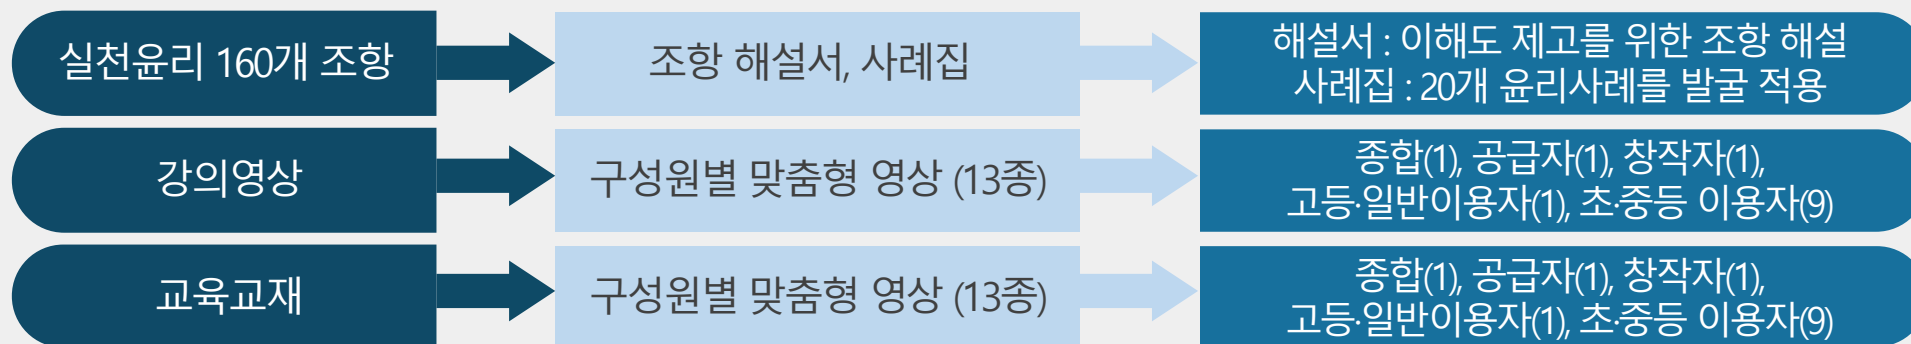 실천윤리 160개 조항
조항 해설서, 사례집
해설서 : 이해도 제고를 위한 조항 해설
사례집 : 20개 윤리사례를 발굴 적용
강의영상
구성원별 맞춤형 영상 (13종)
종합(1), 공급자(1), 창작자(1),
고등·일반이용자(1), 초·중등 이용자(9)
교육교재
구성원별 맞춤형 영상 (13종)
종합(1), 공급자(1), 창작자(1),
고등·일반이용자(1), 초·중등 이용자(9)